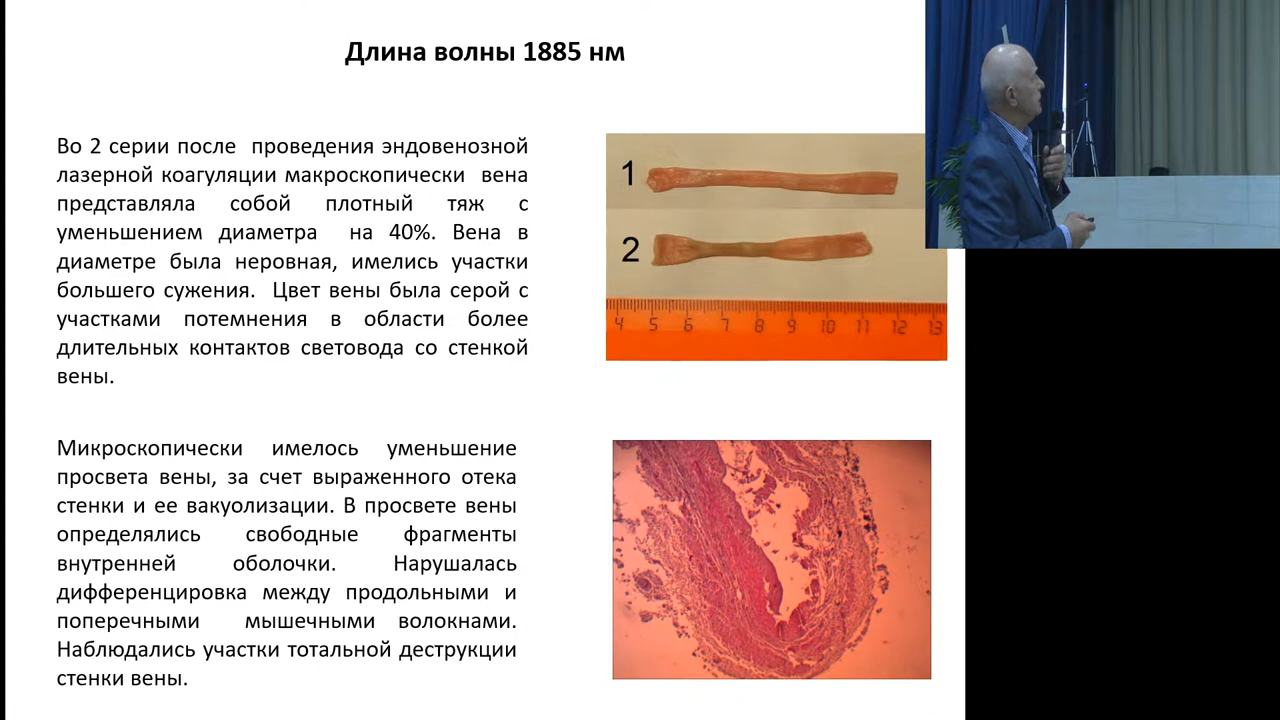 Длина волны 1885 нм
Во 2 серии после проведения эндовенозной
лазерной коагуляции макроскопически вена
представляла собой плотный тяж с
уменьшением диаметра на 40%. Вена в
диаметре была неровная, имелись участки
большего сужения. Цвет вены была серой с
участками потемнения в области более
длительных контактов световода со стенкой
вены.
1
2
4 5 6 7 8 9 10 11 12 13
Микроскопически имелось уменьшение
просвета вены, за счет выраженного отека
стенки и ее вакуолизации. В просвете вены
определялись свободные фрагменты
внутренней оболочки. Нарушалась
дифференцировка между продольными и
поперечными мышечными волокнами.
Наблюдались участки тотальной деструкции
стенки вены.